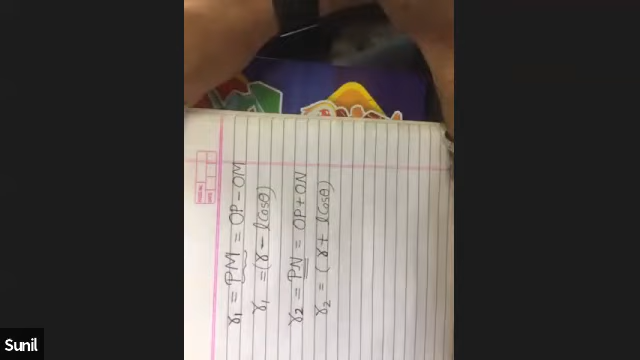 r₁ = PM = OP - OM
r₁ = (r - l cosθ)
r₂ = PN = OP + ON
r₂ = (r + l cosθ)
Sunil